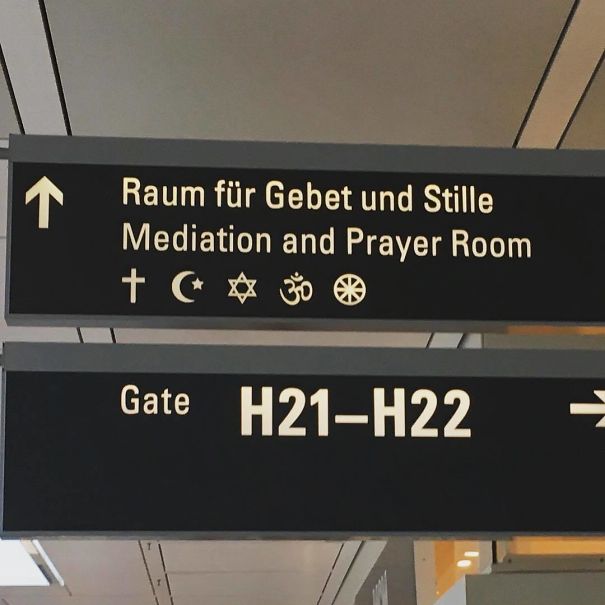 Raum für Gebet und Stille
Mediation and Prayer Room
Gate H21–H22